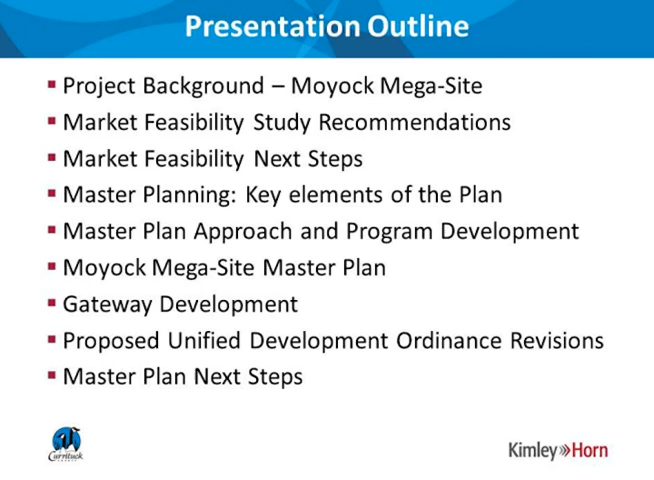 Presentation Outline
Project Background – Moyock Mega-Site
Market Feasibility Study Recommendations
Market Feasibility Next Steps
Master Planning: Key elements of the Plan
Master Plan Approach and Program Development
Moyock Mega-Site Master Plan
Gateway Development
Proposed Unified Development Ordinance Revisions
Master Plan Next Steps
Currituck
Kimley»Horn